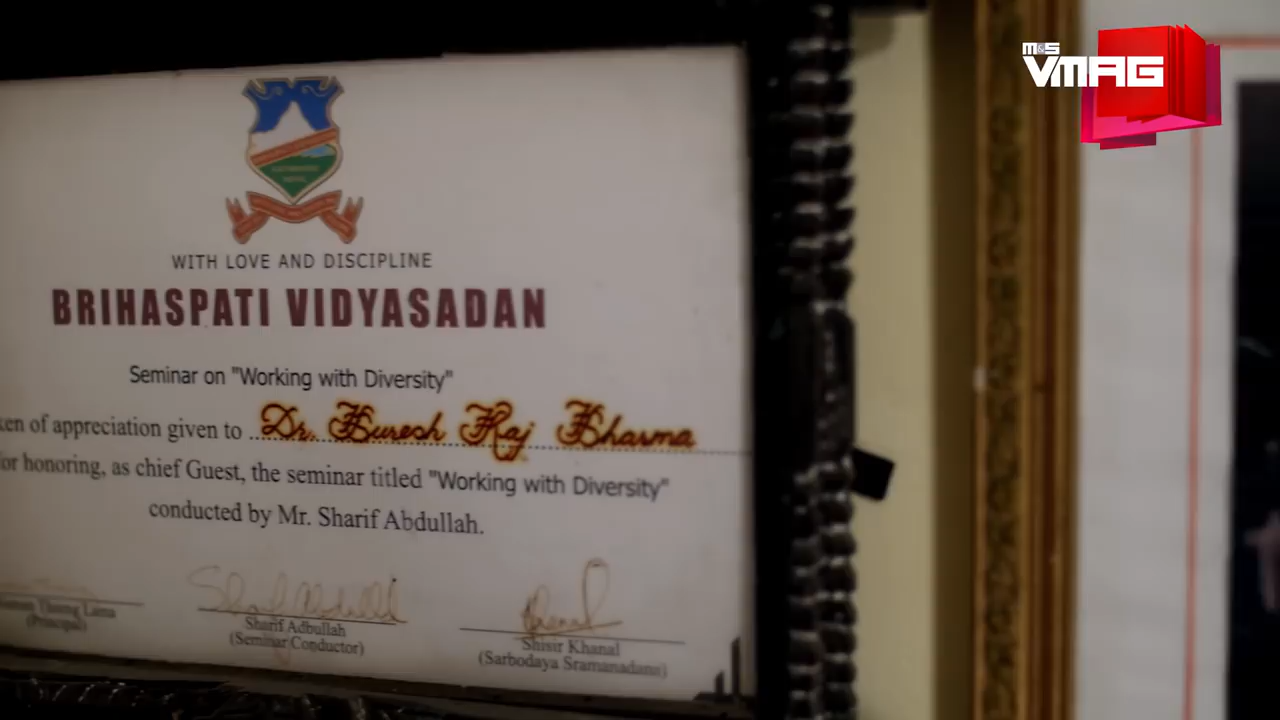 M&S
VMAG
WITH LOVE AND DISCIPLINE
BRIHASPATI VIDYASADAN
Seminar on "Working with Diversity"
ken of appreciation given to Dr. Suresh Raj Sharma
for honoring, as chief Guest, the seminar titled "Working with Diversity"
conducted by Mr. Sharif Abdullah.
Sharif Adbullah
Shisir Khanal
(Principal)
(Seminar Conductor)
(Sarbodaya Sramanadana)